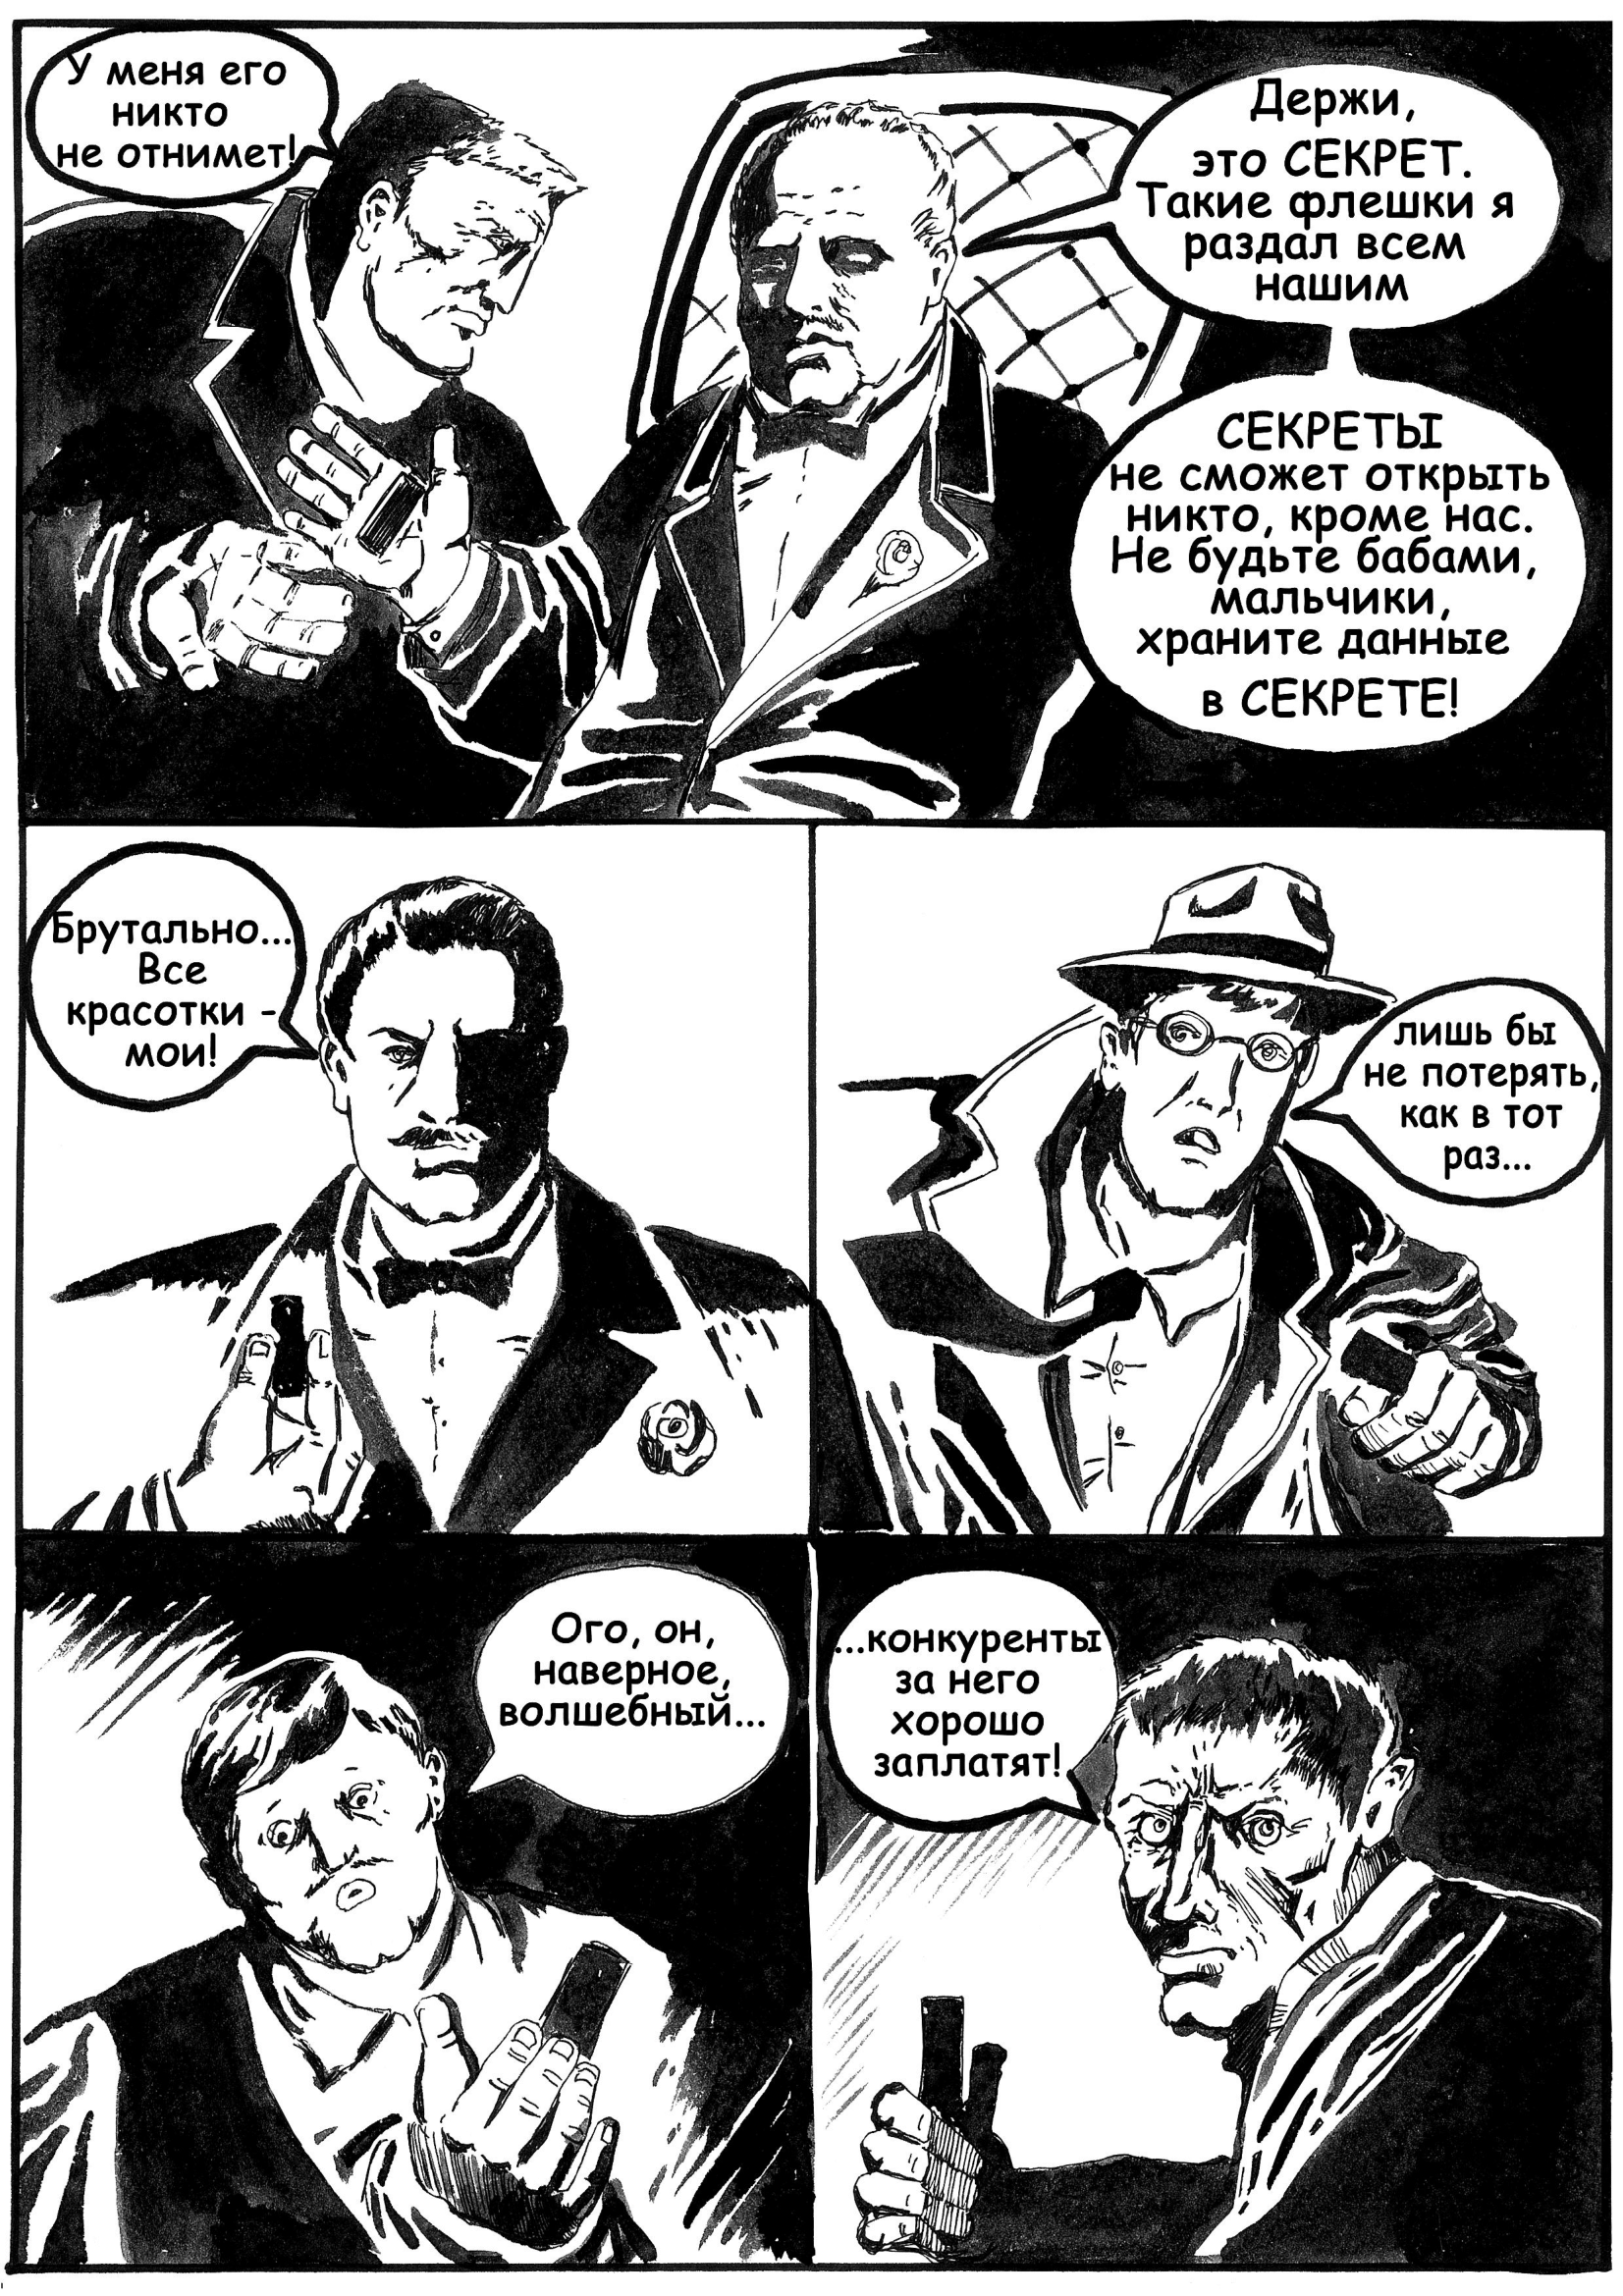 У меня его
никто
не отнимет!
Держи,
это СЕКРЕТ.
Такие флешки я
раздал всем
нашим
СЕКРЕТЫ
не сможет открыть
никто, кроме нас.
Не будьте бабами,
мальчики,
храните данные
в СЕКРЕТЕ!
Брутально...
Все
красотки -
мои!
лишь бы
не потерять,
как в тот
раз...
Ого, он,
наверное,
волшебный...
...конкуренты
за него
хорошо
заплатят!